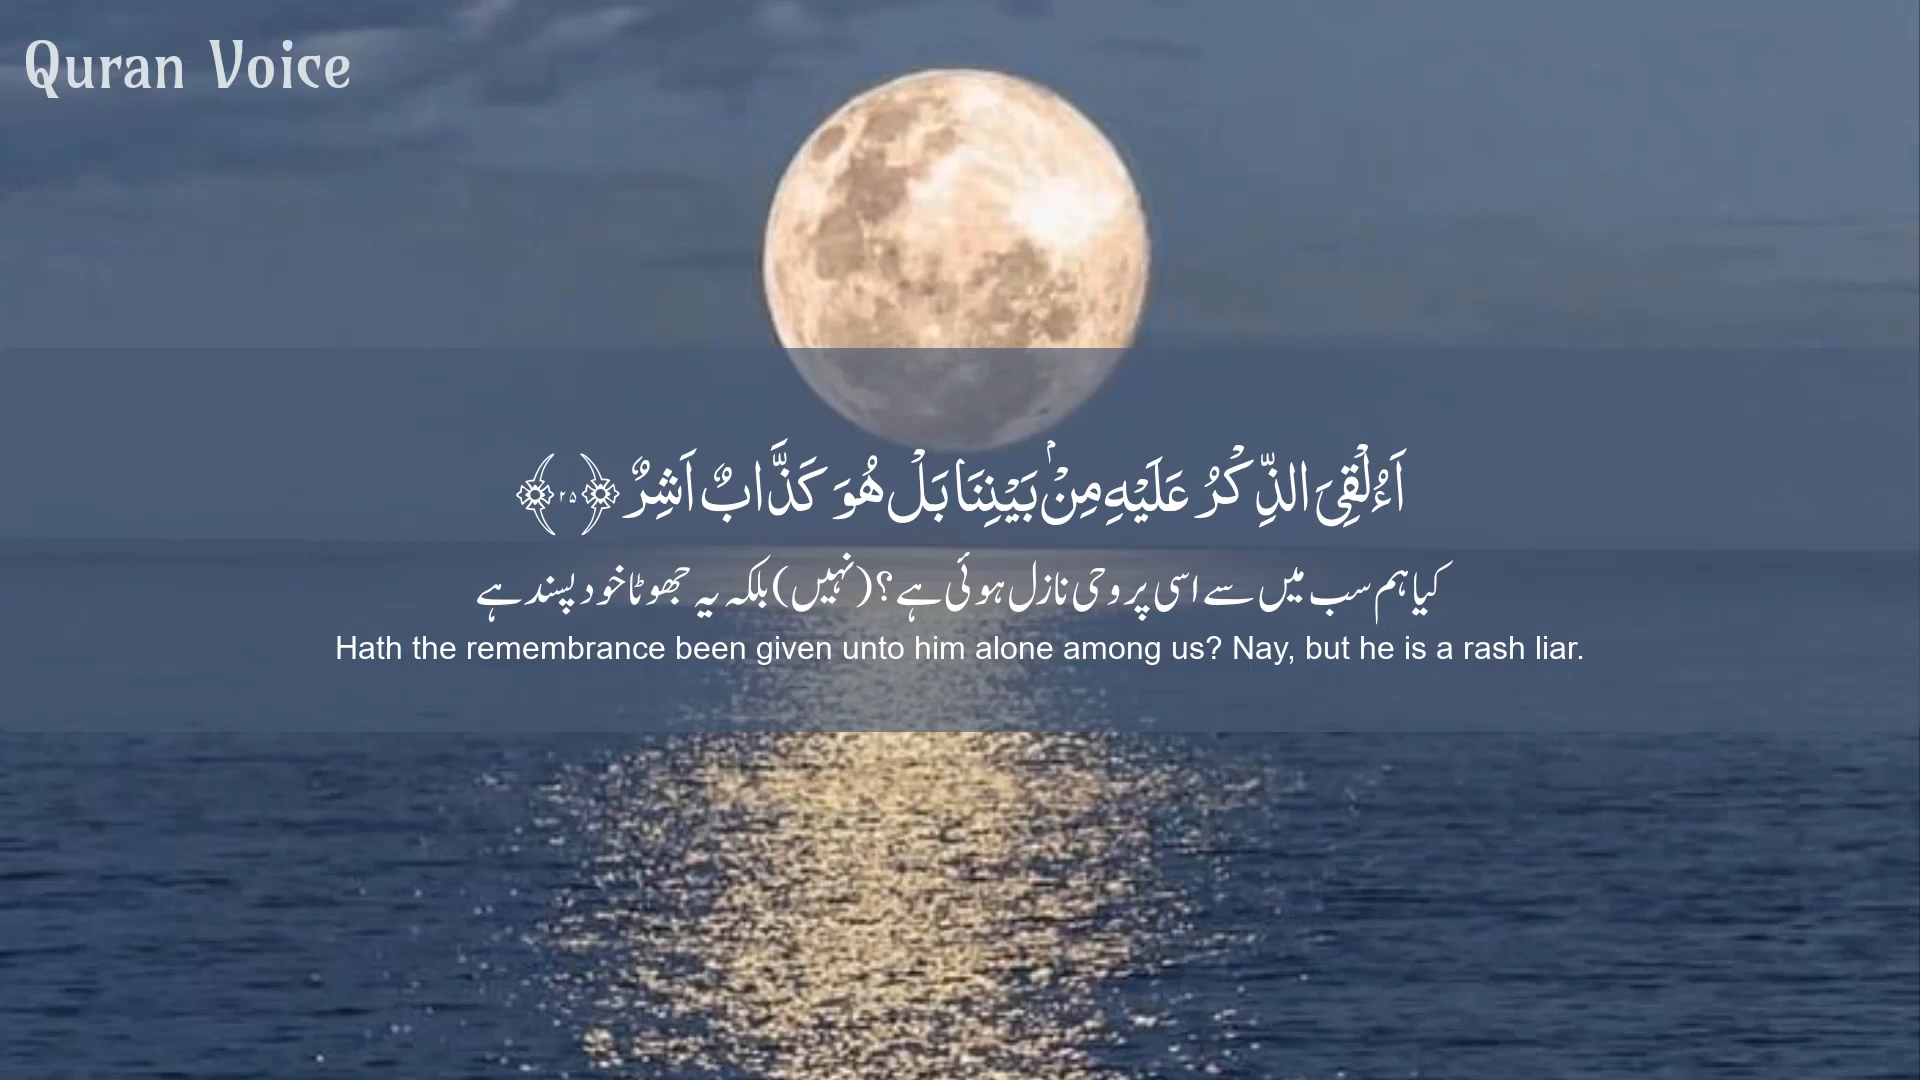 Quran Voice
اَءُلْقِیَ الذِّكْرُ عَلَیْهِ مِنْۢ بَیْنِنَا بَلْ هُوَ كَذَّابٌ اَشِرٌ ﴿۲۵﴾
کیا ہم سب میں سے اسی پر وحی نازل ہوئی ہے؟ (نہیں) بلکہ یہ جھوٹا خود پسند ہے
Hath the remembrance been given unto him alone among us? Nay, but he is a rash liar.